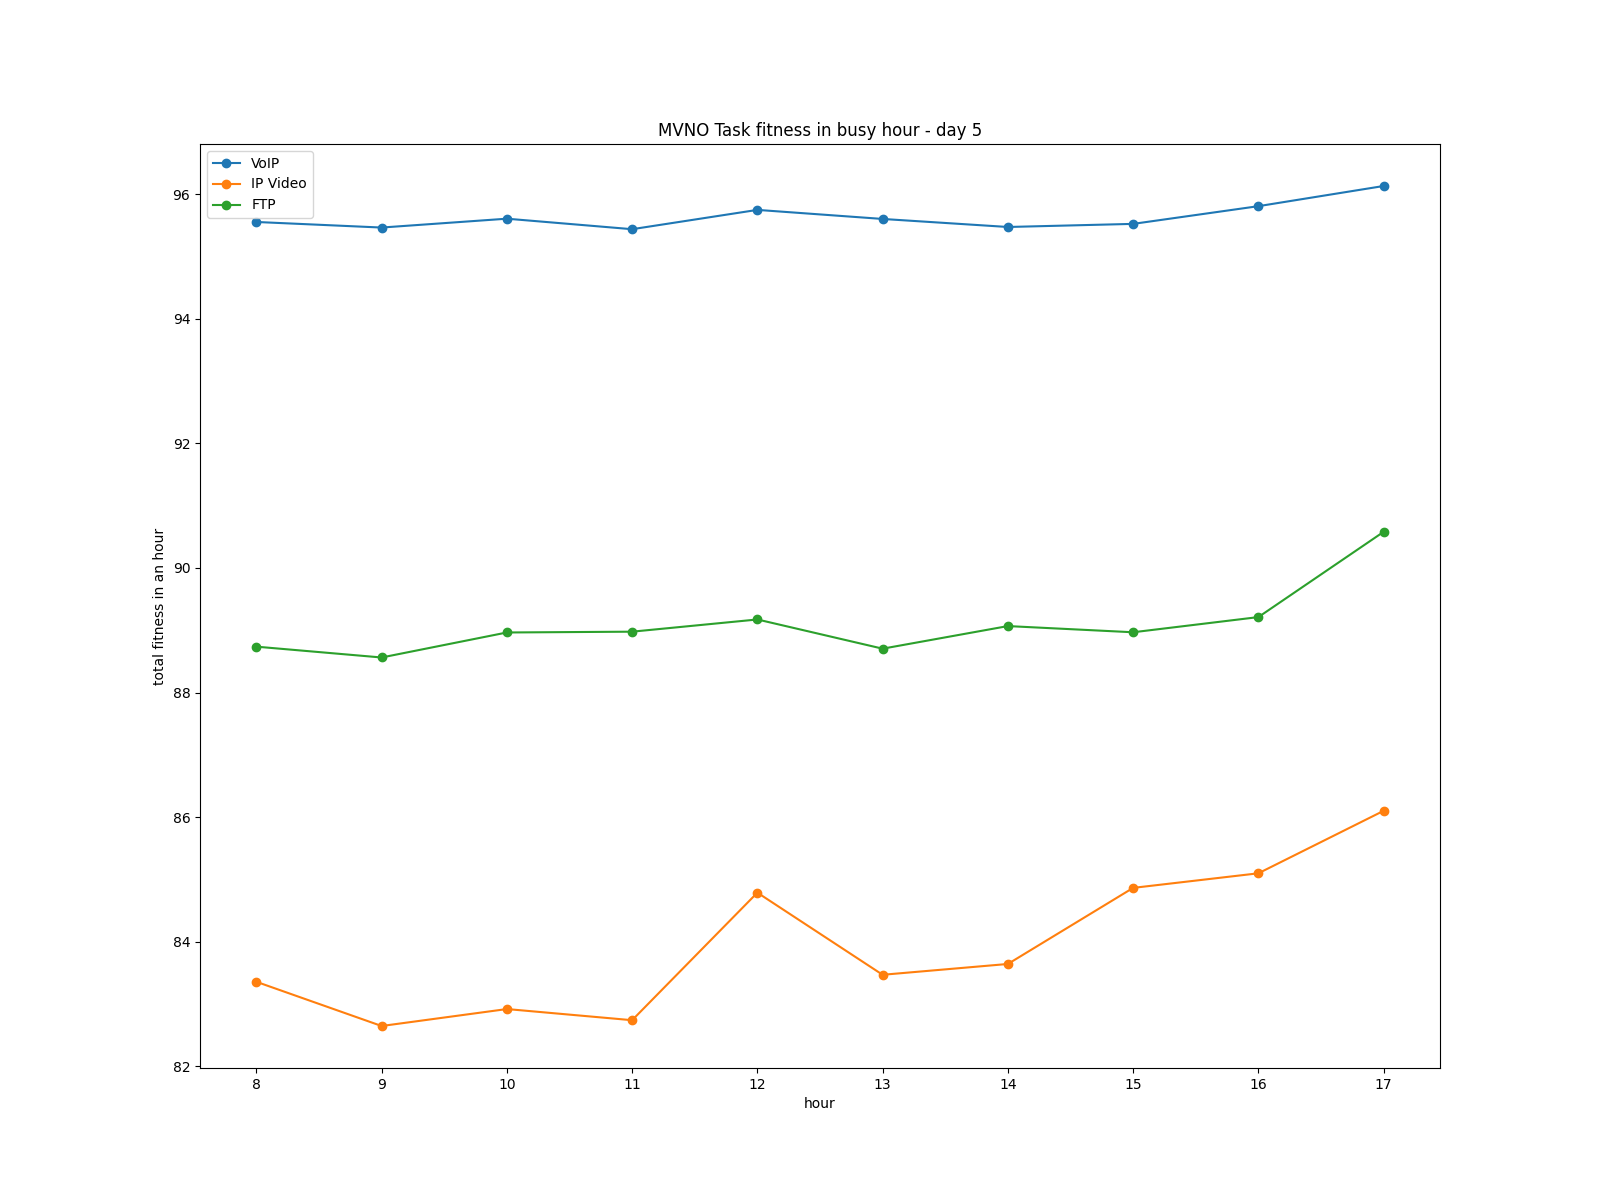 MVNO Task fitness in busy hour - day 5
VoIP
IP Video
FTP
96
94
92
90
88
86
84
82
total fitness in an hour
8 9 10 11 12 13 14 15 16 17
hour